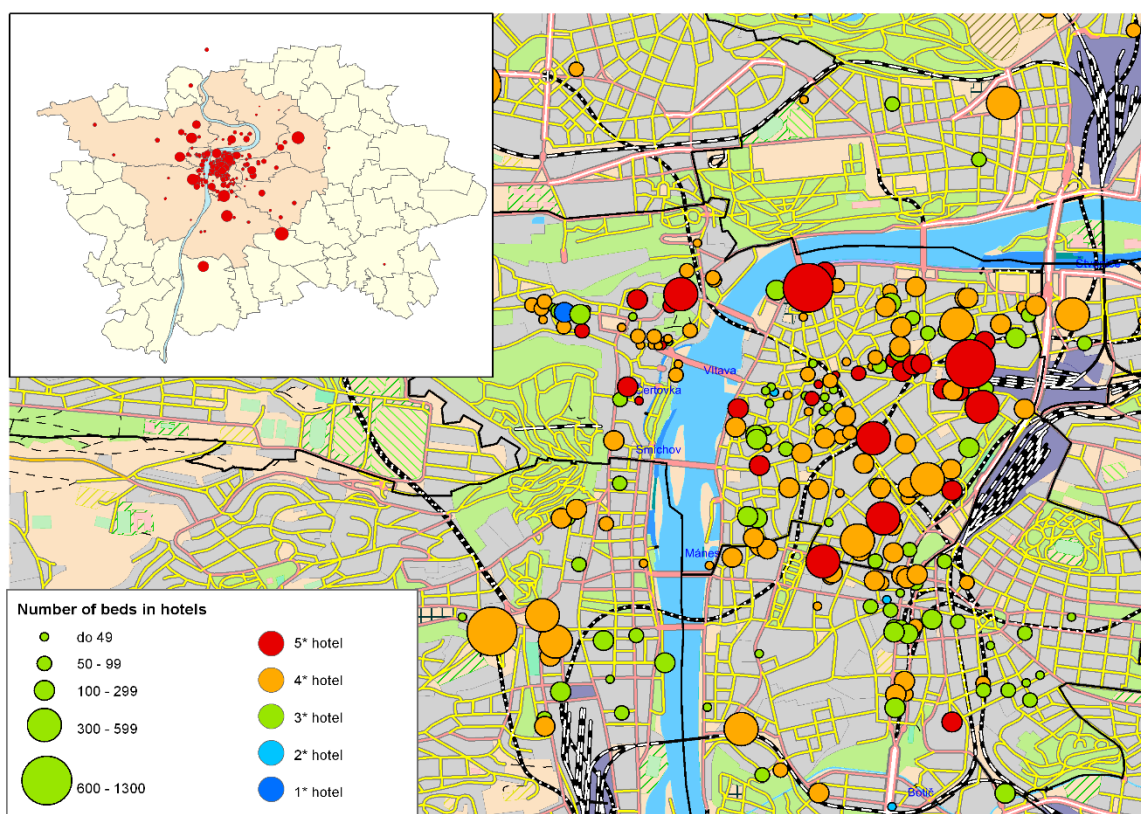 Štvanice
Čertovka
Vltava
Smíchov
Mánes
Botič
Number of beds in hotels
do 49
50 - 99
100 - 299
300 - 599
600 - 1300
5* hotel
4* hotel
3* hotel
2* hotel
1* hotel